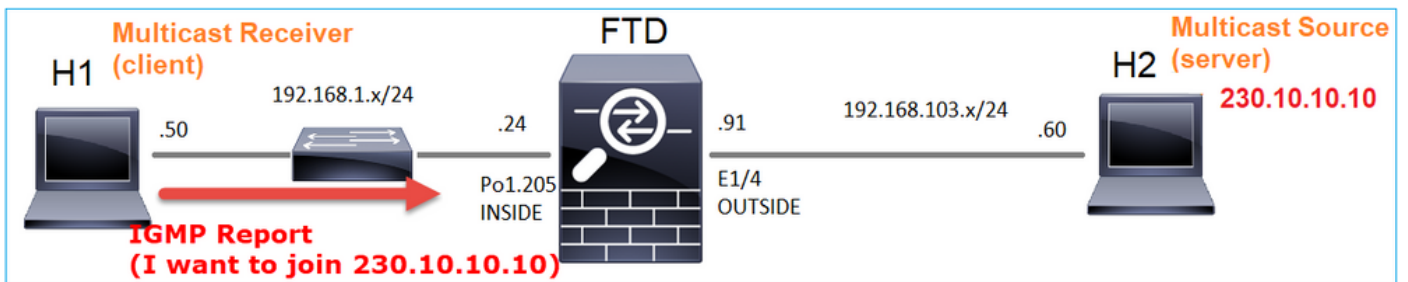 Multicast Receiver
(client)
H1
192.168.1.x/24
.50
.24
FTD
Po1.205
INSIDE
.91
E1/4
OUTSIDE
192.168.103.x/24
.60
Multicast Source
(server)
H2
230.10.10.10
IGMP Report
(I want to join 230.10.10.10)